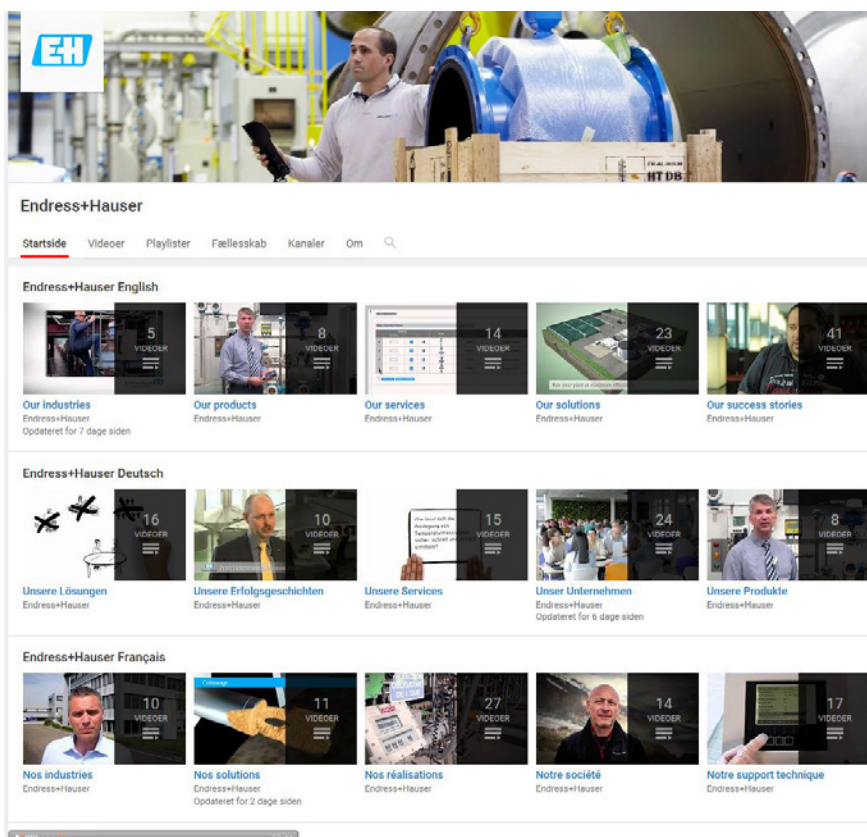 EH
HT DB
Endress+Hauser
Startside Videoer Playlister Fællesskab Kanaler Om
Endress+Hauser English
5 VIDEOER
8 VIDEOER
14 VIDEOER
23 VIDEOER
41 VIDEOER
Our industries
Endress+Hauser
Opdateret for 7 dage siden
Our products
Endress+Hauser
Our services
Endress+Hauser
Our solutions
Endress+Hauser
Our success stories
Endress+Hauser
Endress+Hauser Deutsch
16 VIDEOER
10 VIDEOER
15 VIDEOER
24 VIDEOER
8 VIDEOER
Unsere Lösungen
Endress+Hauser
Unsere Erfolgsgeschichten
Endress+Hauser
Unsere Services
Endress+Hauser
Unser Unternehmen
Endress+Hauser
Opdateret for 6 dage siden
Unsere Produkte
Endress+Hauser
Endress+Hauser Français
10 VIDEOER
11 VIDEOER
27 VIDEOER
14 VIDEOER
17 VIDEOER
Nos industries
Endress+Hauser
Nos solutions
Endress+Hauser
Opdateret for 2 dage siden
Nos réalisations
Endress+Hauser
Notre société
Endress+Hauser
Notre support technique
Endress+Hauser